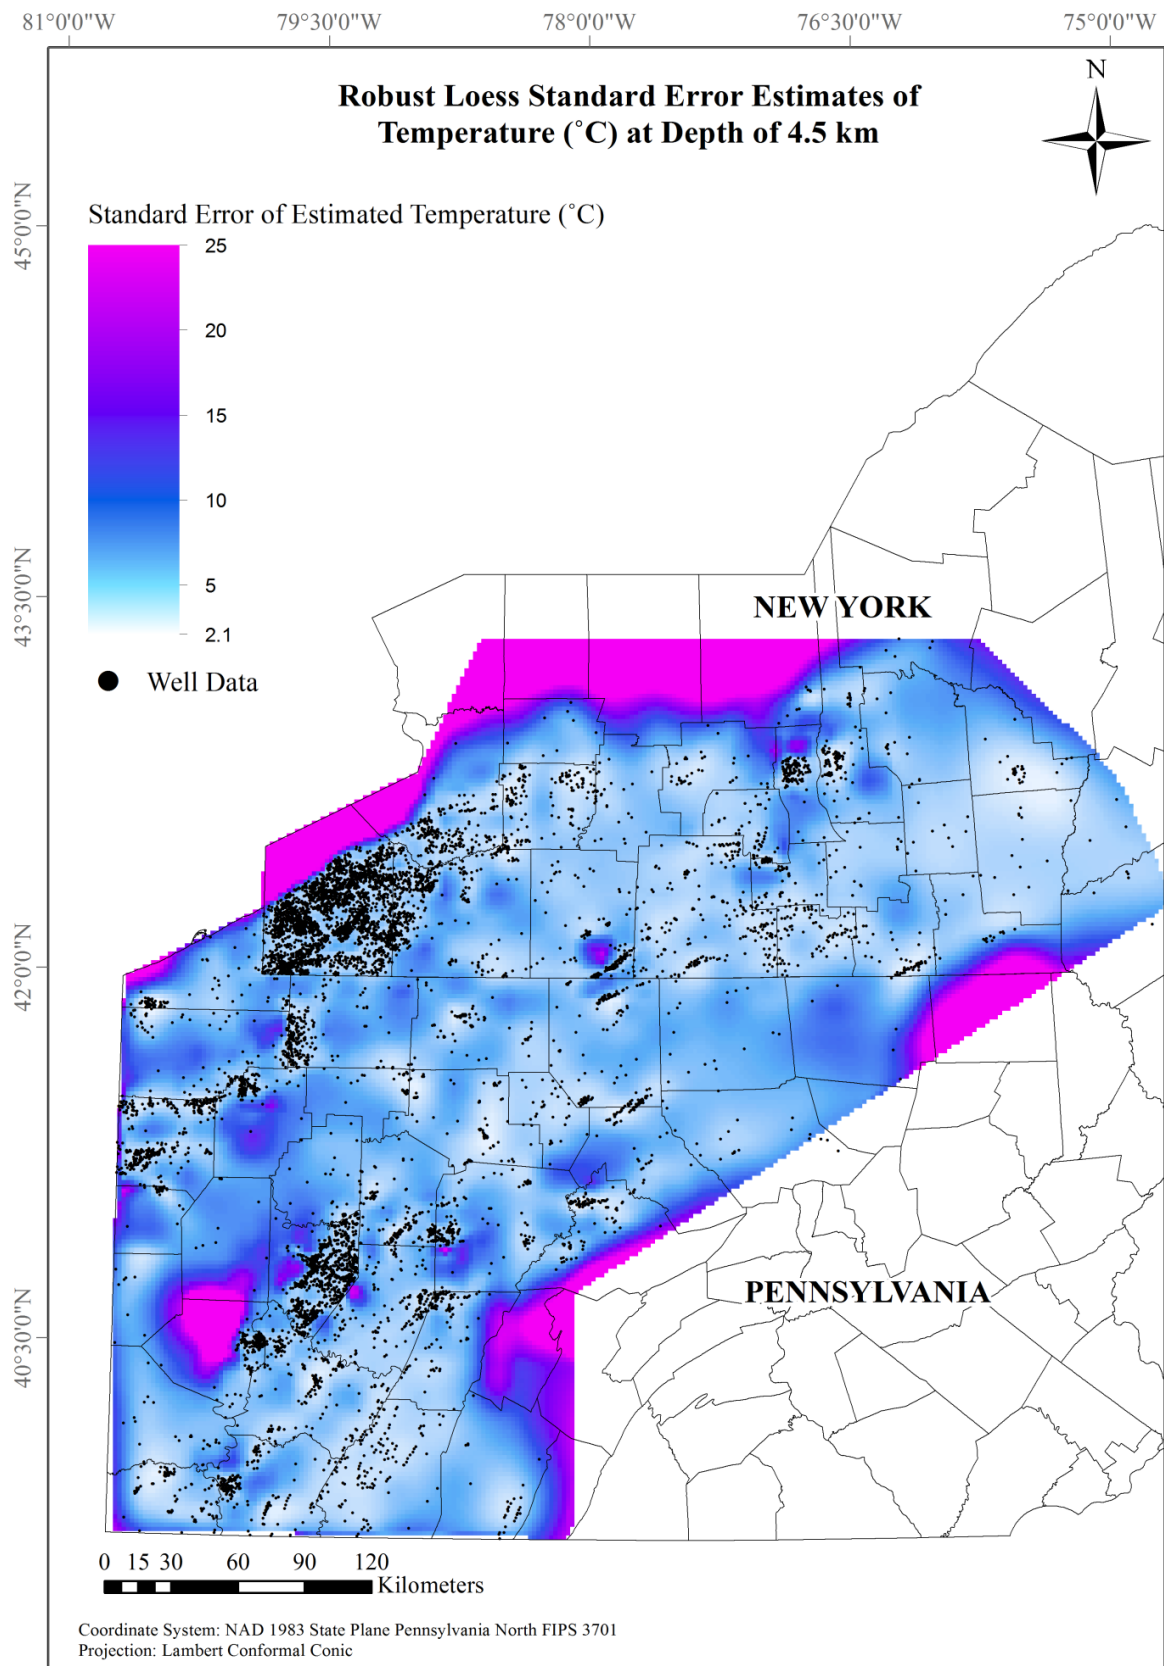 81°0'0"W 79°30'0"W 78°0'0"W 76°30'0"W 75°0'0"W
N
Robust Loess Standard Error Estimates of
Temperature (˚C) at Depth of 4.5 km
45°0'0"N
Standard Error of Estimated Temperature (˚C)
25
20
15
10
5
2.1
43°30'0"N
NEW YORK
Well Data
42°0'0"N
PENNSYLVANIA
40°30'0"N
0 15 30 60 90 120
Kilometers
Coordinate System: NAD 1983 State Plane Pennsylvania North FIPS 3701
Projection: Lambert Conformal Conic